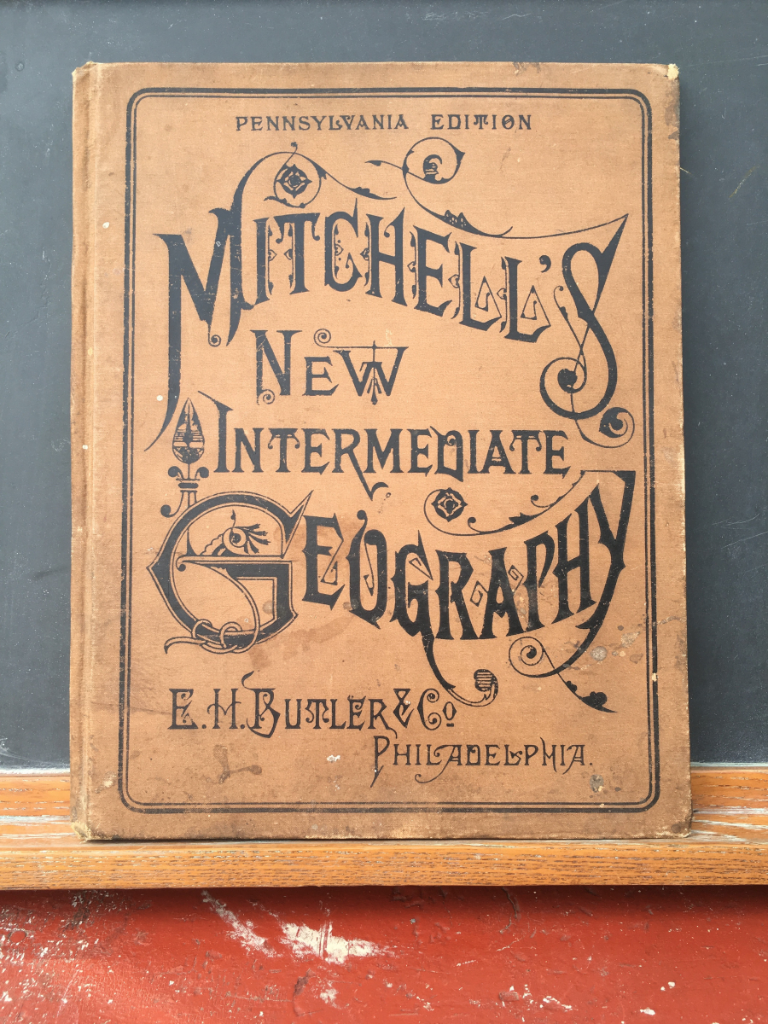 PENNSYLVANIA EDITION
MITCHELL'S
NEW
INTERMEDIATE
GEOGRAPHY
E. H. BUTLER & Co
PHILADELPHIA.